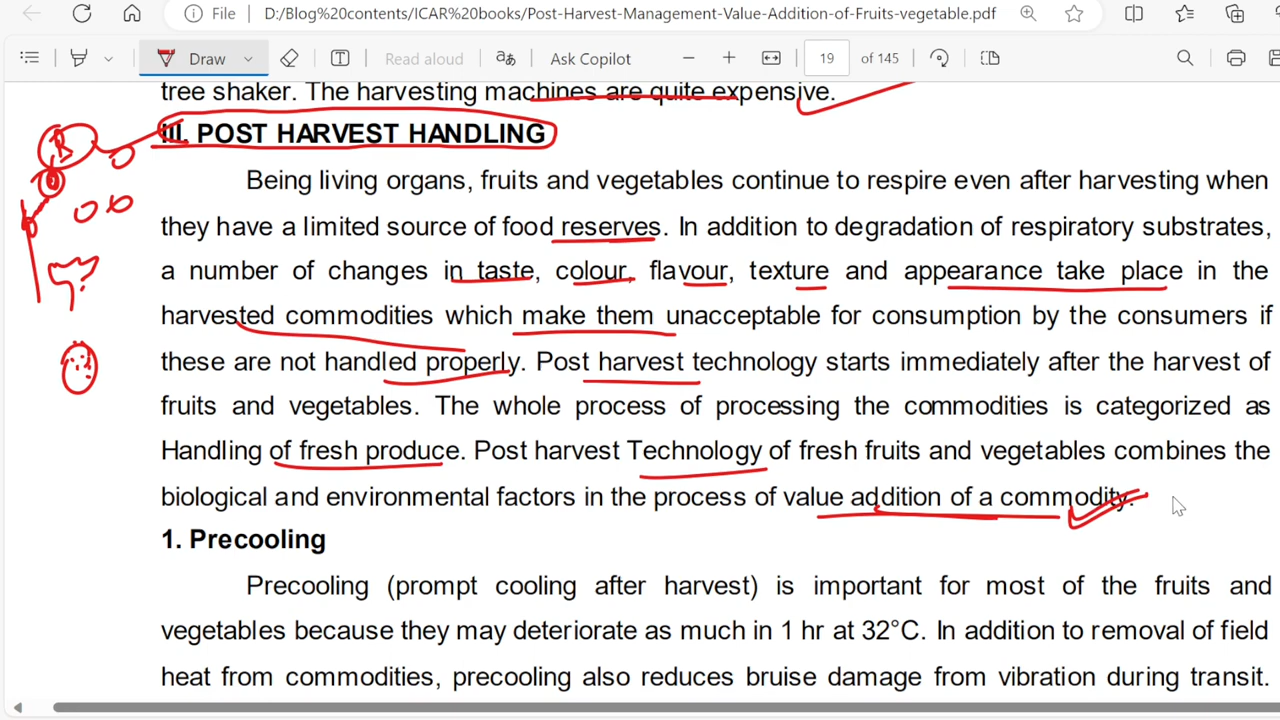 File D:/Blog%20contents/ICAR%20books/Post-Harvest-Management-Value-Addition-of-Fruits-vegetable.pdf
Draw Read aloud aあ Ask Copilot 19 of 145
tree shaker. The harvesting machines are quite expensive.
III. POST HARVEST HANDLING
Being living organs, fruits and vegetables continue to respire even after harvesting when
they have a limited source of food reserves. In addition to degradation of respiratory substrates,
a number of changes in taste, colour, flavour, texture and appearance take place in the
harvested commodities which make them unacceptable for consumption by the consumers if
these are not handled properly. Post harvest technology starts immediately after the harvest of
fruits and vegetables. The whole process of processing the commodities is categorized as
Handling of fresh produce. Post harvest Technology of fresh fruits and vegetables combines the
biological and environmental factors in the process of value addition of a commodity.
1. Precooling
Precooling (prompt cooling after harvest) is important for most of the fruits and
vegetables because they may deteriorate as much in 1 hr at 32°C. In addition to removal of field
heat from commodities, precooling also reduces bruise damage from vibration during transit.